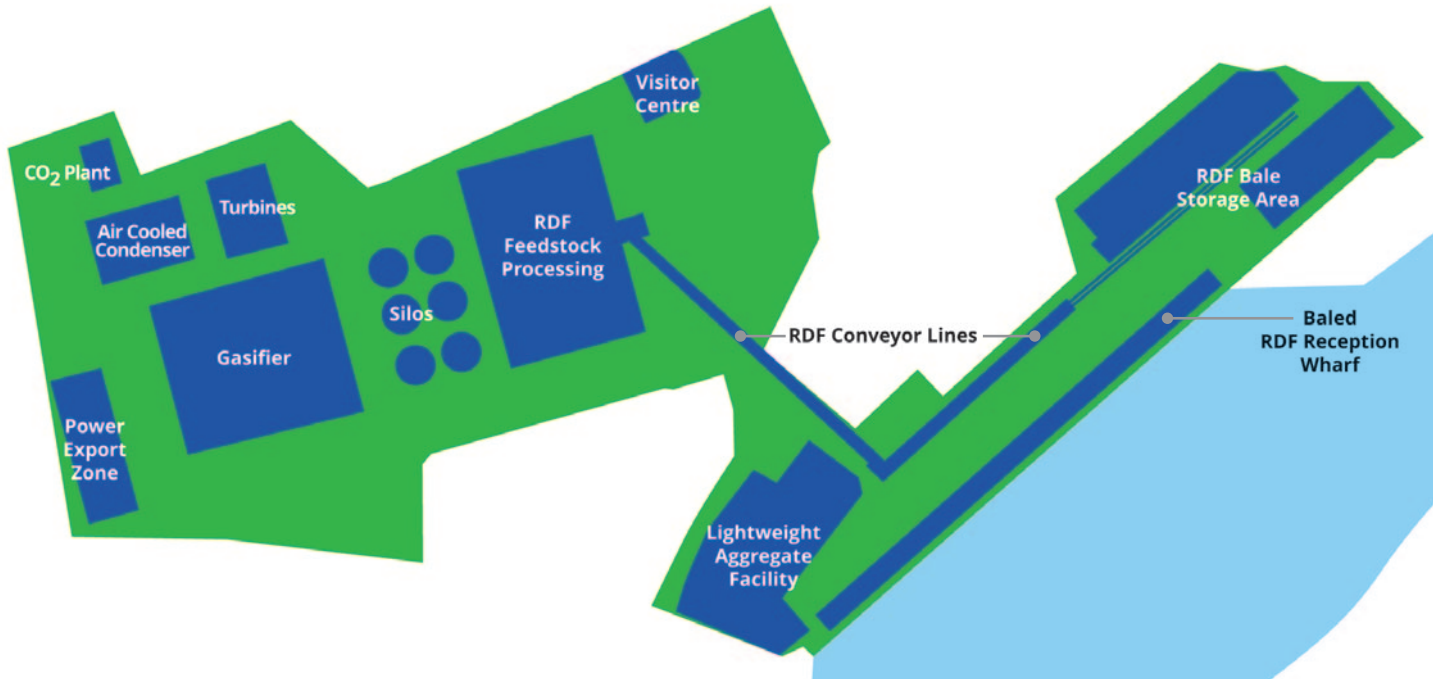 Visitor
Centre
CO₂ Plant
Turbines
Air Cooled
Condenser
RDF
Feedstock
Processing
RDF Bale
Storage Area
Silos
Gasifier
RDF Conveyor Lines
Baled
RDF Reception
Wharf
Power
Export
Zone
Lightweight
Aggregate
Facility